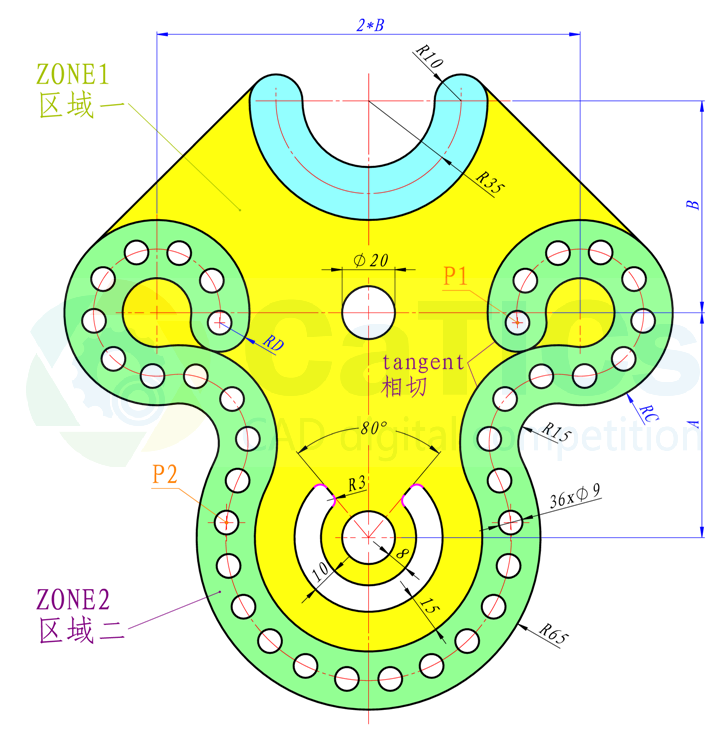 2*B
R10
ZONE1
区域一
R35
B
Φ20
P1
RD
tangent
相切
CaTICs
CAD digital competition
RC
A
80°
R15
R3
P2
36xΦ9
8
10
15
ZONE2
区域二
R65